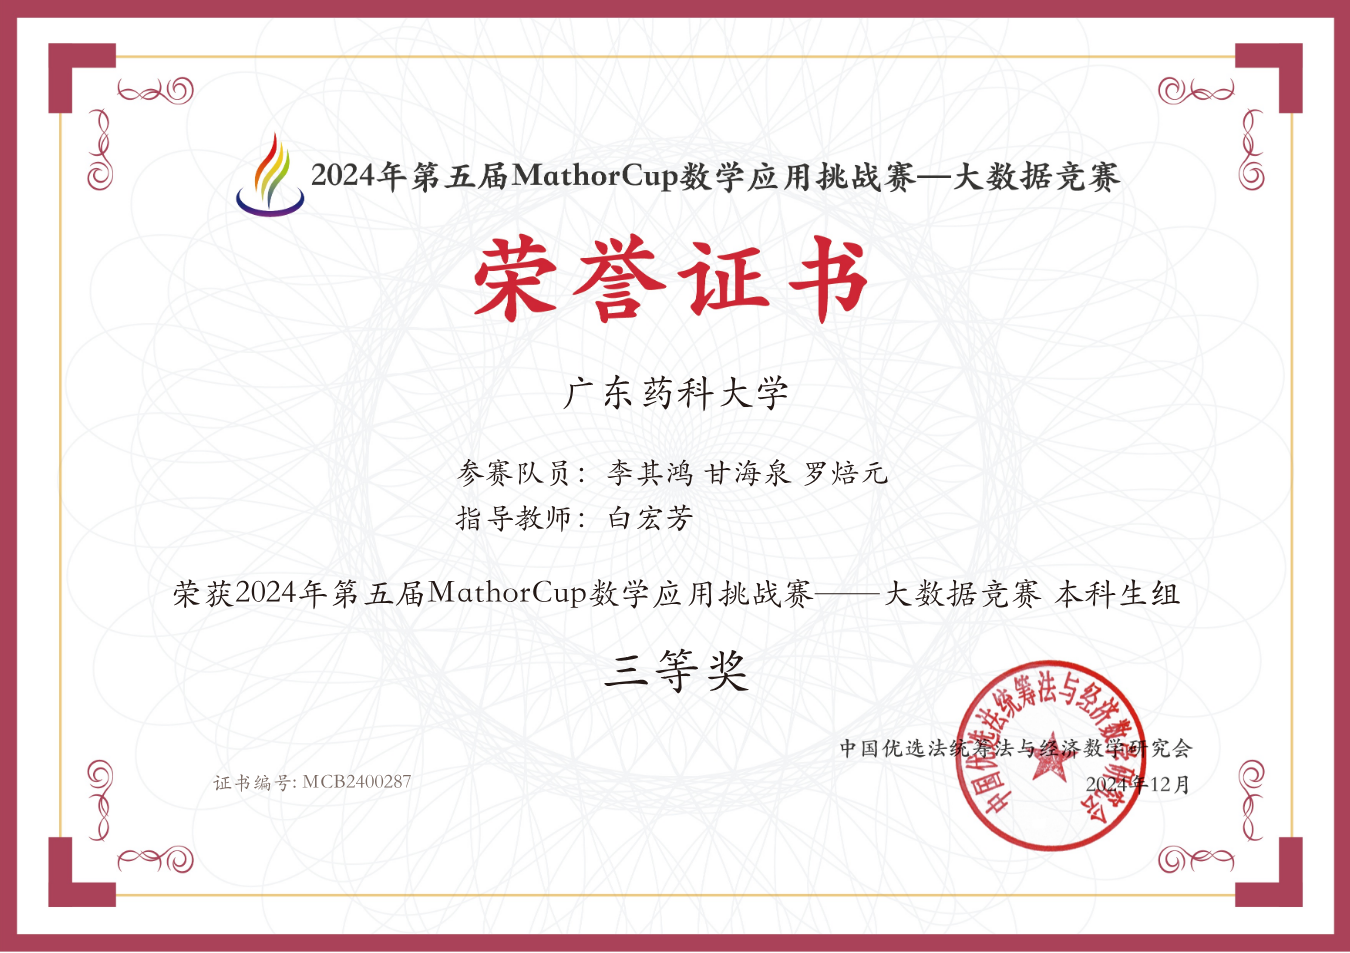 2024年第五届MathorCup数学应用挑战赛—大数据竞赛
荣誉证书
广东药科大学
参赛队员：李其鸿 甘海泉 罗焙元
指导教师：白宏芳
荣获2024年第五届MathorCup数学应用挑战赛——大数据竞赛 本科生组
三等奖
中国优选法统筹法与经济数学研究会
中国优选法统筹法与经济数学研究会
2024年12月
证书编号: MCB2400287